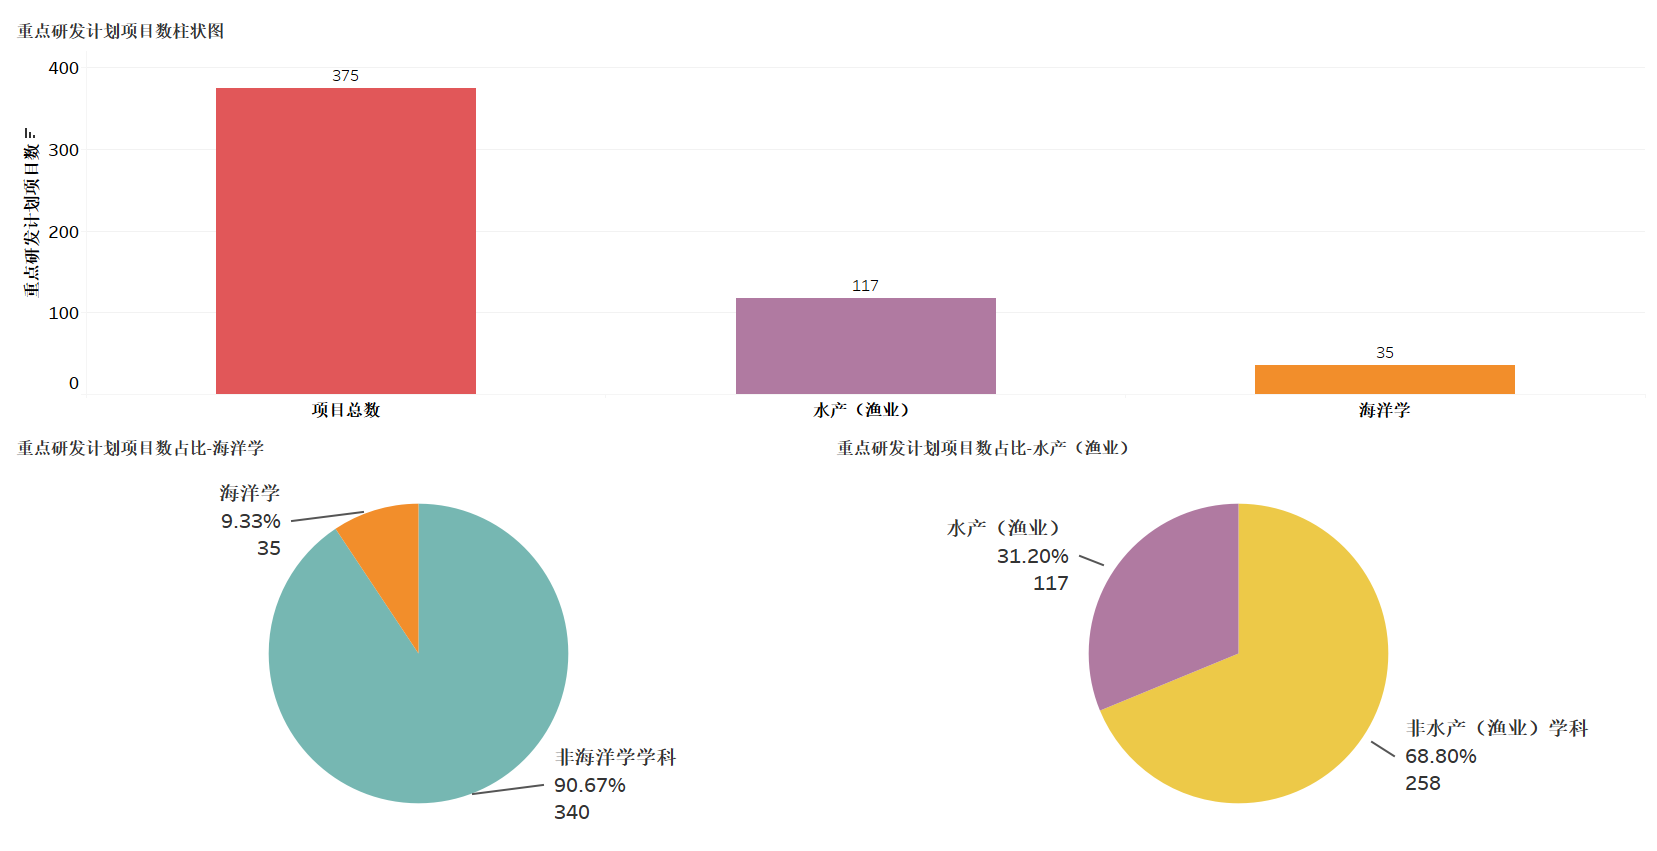 重点研发计划项目数柱状图
400
300
200
100
0
重点研发计划项目数
375
117
35
项目总数
水产（渔业）
海洋学
重点研发计划项目数占比-海洋学
海洋学
9.33%
35
非海洋学学科
90.67%
340
重点研发计划项目数占比-水产（渔业）
水产（渔业）
31.20%
117
非水产（渔业）学科
68.80%
258